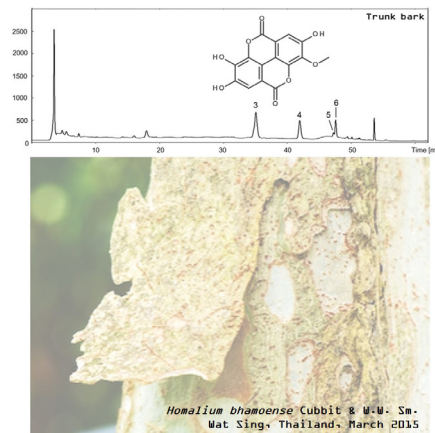 Trunk bark
2500
2000
1500
1000
500
0
O
O
OH
HO
O
HO
O
O
3
4
5
6
10
20
30
40
50
Time [m
Homalium bhamoense Cubbit & W.W. Sm.
Wat Sing, Thailand, March 2015